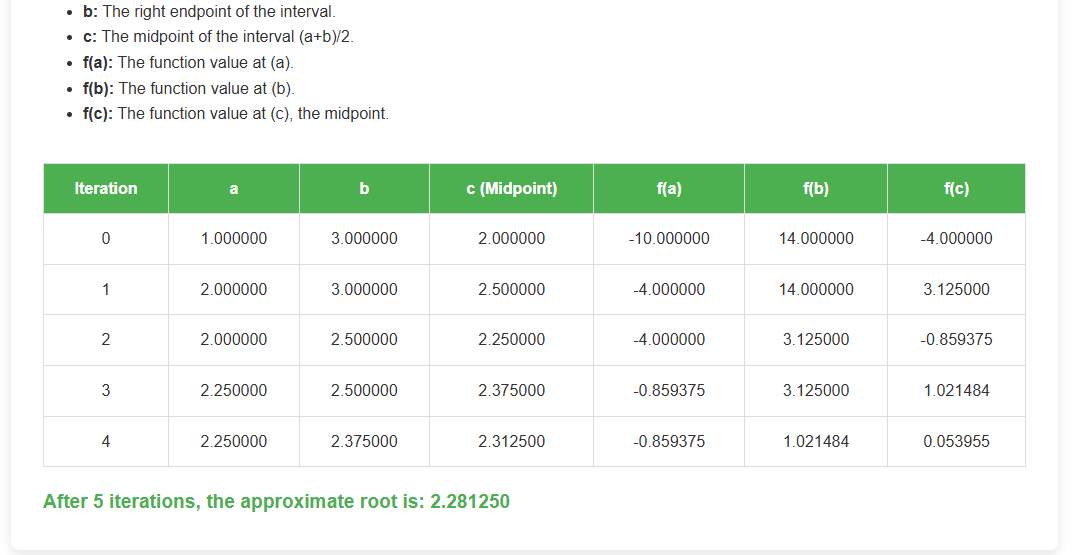 b: The right endpoint of the interval.
c: The midpoint of the interval (a+b)/2.
f(a): The function value at (a).
f(b): The function value at (b).
f(c): The function value at (c), the midpoint.
Iteration a b c (Midpoint) f(a) f(b) f(c)
0 1.000000 3.000000 2.000000 -10.000000 14.000000 -4.000000
1 2.000000 3.000000 2.500000 -4.000000 14.000000 3.125000
2 2.000000 2.500000 2.250000 -4.000000 3.125000 -0.859375
3 2.250000 2.500000 2.375000 -0.859375 3.125000 1.021484
4 2.250000 2.375000 2.312500 -0.859375 1.021484 0.053955
After 5 iterations, the approximate root is: 2.281250